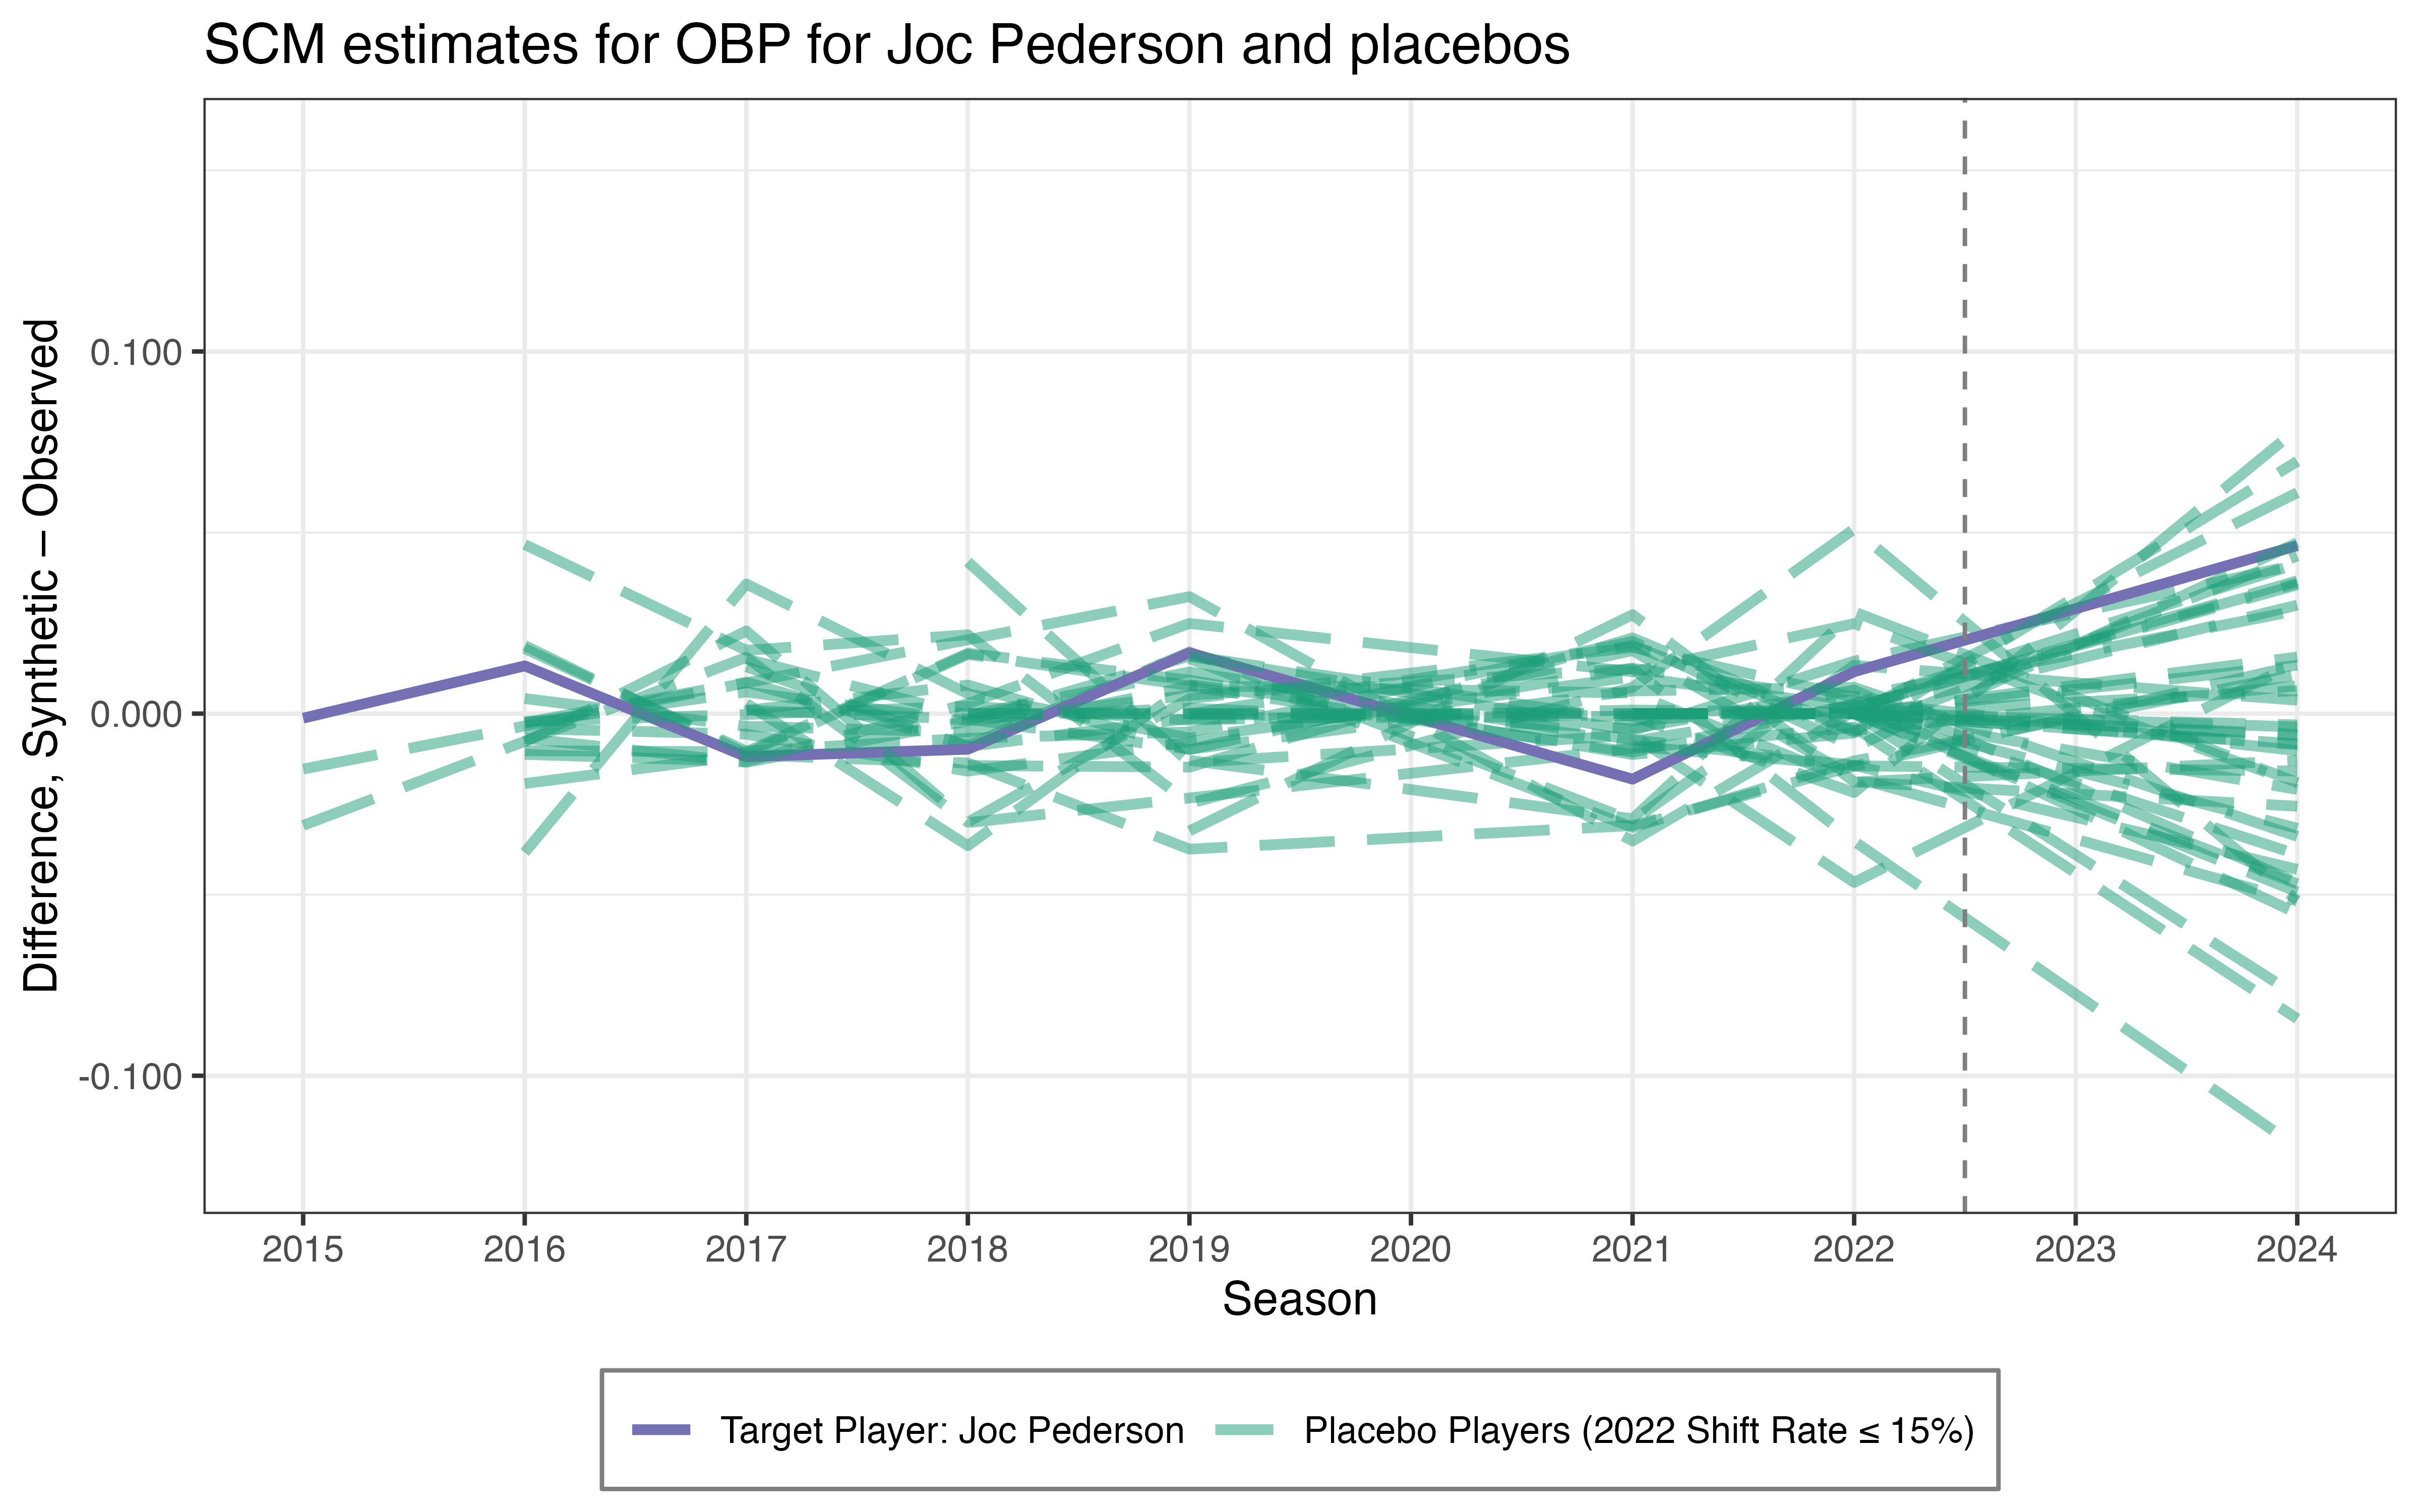 SCM estimates for OBP for Joc Pederson and placebos
Difference, Synthetic − Observed
0.100
0.000
-0.100
2015 2016 2017 2018 2019 2020 2021 2022 2023 2024
Season
Target Player: Joc Pederson Placebo Players (2022 Shift Rate ≤ 15%)